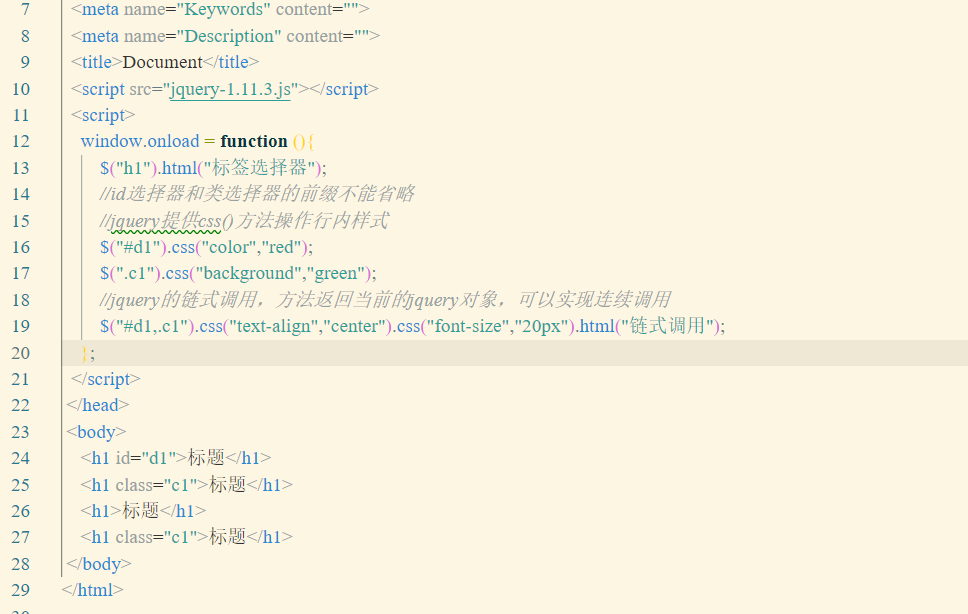 7 <meta name="Keywords" content="">
8 <meta name="Description" content="">
9 <title>Document</title>
10 <script src="jquery-1.11.3.js"></script>
11 <script>
12 window.onload = function (){
13 $("h1").html("标签选择器");
14 //id选择器和类选择器的前缀不能省略
15 //jquery提供css()方法操作行内样式
16 $("#d1").css("color","red");
17 $(".c1").css("background","green");
18 //jquery的链式调用，方法返回当前的jquery对象，可以实现连续调用
19 $("#d1,.c1").css("text-align","center").css("font-size","20px").html("链式调用");
20 };
21 </script>
22 </head>
23 <body>
24 <h1 id="d1">标题</h1>
25 <h1 class="c1">标题</h1>
26 <h1>标题</h1>
27 <h1 class="c1">标题</h1>
28 </body>
29 </html>